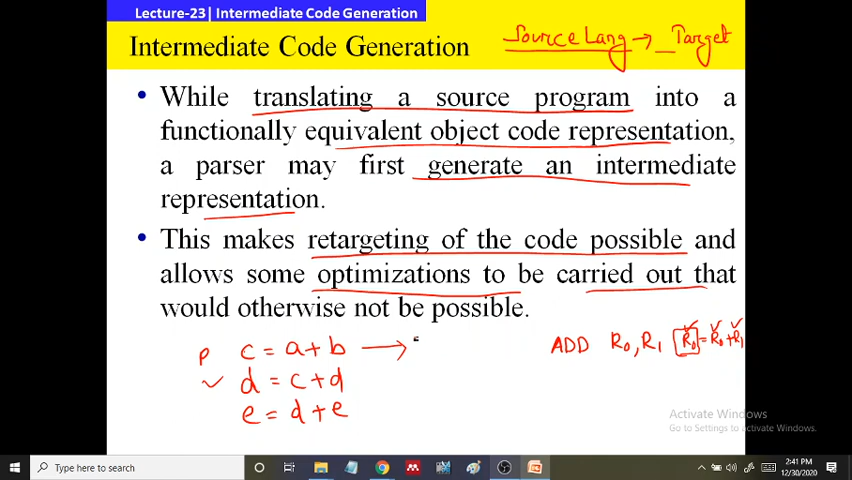 Lecture-23| Intermediate Code Generation
Intermediate Code Generation
Source Lang → Target
• While translating a source program into a
functionally equivalent object code representation,
a parser may first generate an intermediate
representation.
• This makes retargeting of the code possible and
allows some optimizations to be carried out that
would otherwise not be possible.
P c = a + b →
ADD R0, R1 R0 = R0 + R1
✓ d = c + d
e = d + e
Activate Windows
Go to Settings to activate Windows.
Type here to search
2:41 PM
12/30/2020